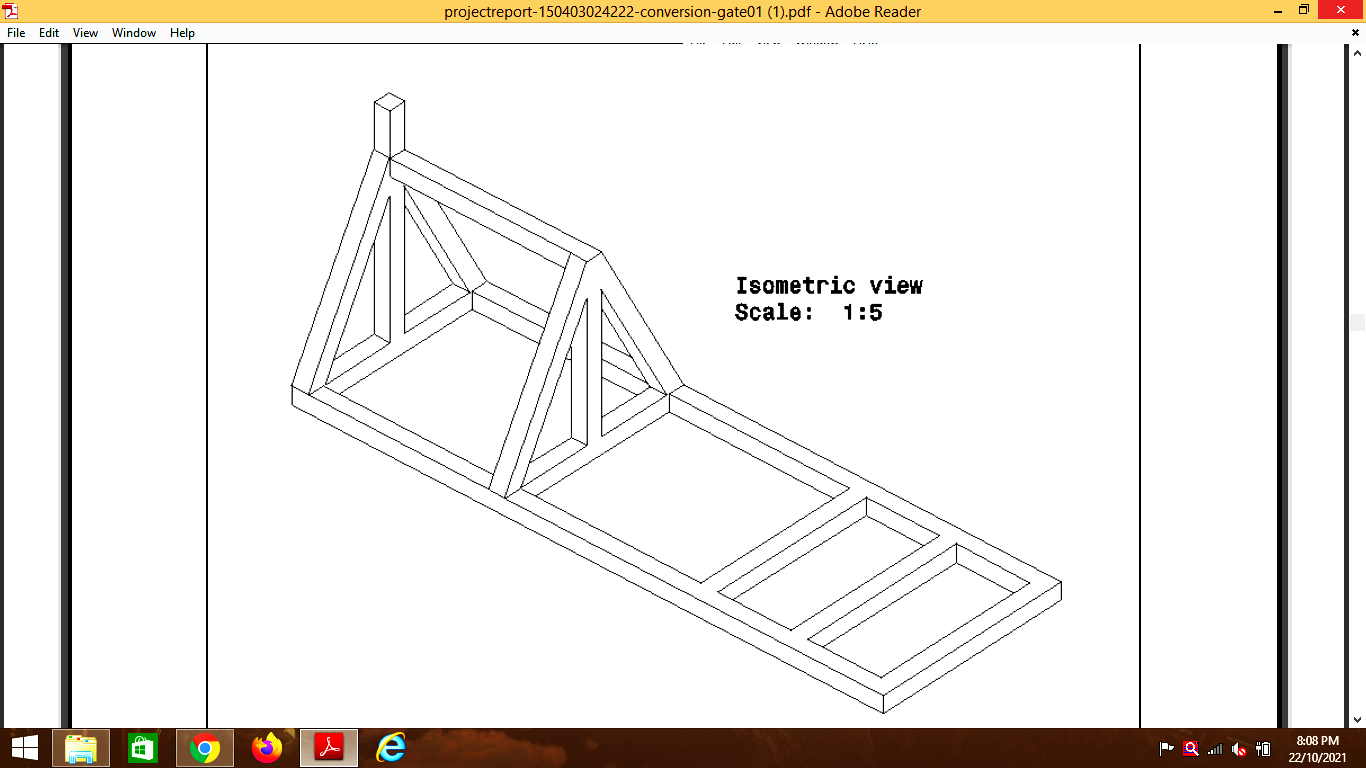 projectreport-150403024222-conversion-gate01 (1).pdf - Adobe Reader
File Edit View Window Help
Isometric view
Scale: 1:5
8:08 PM
22/10/2021